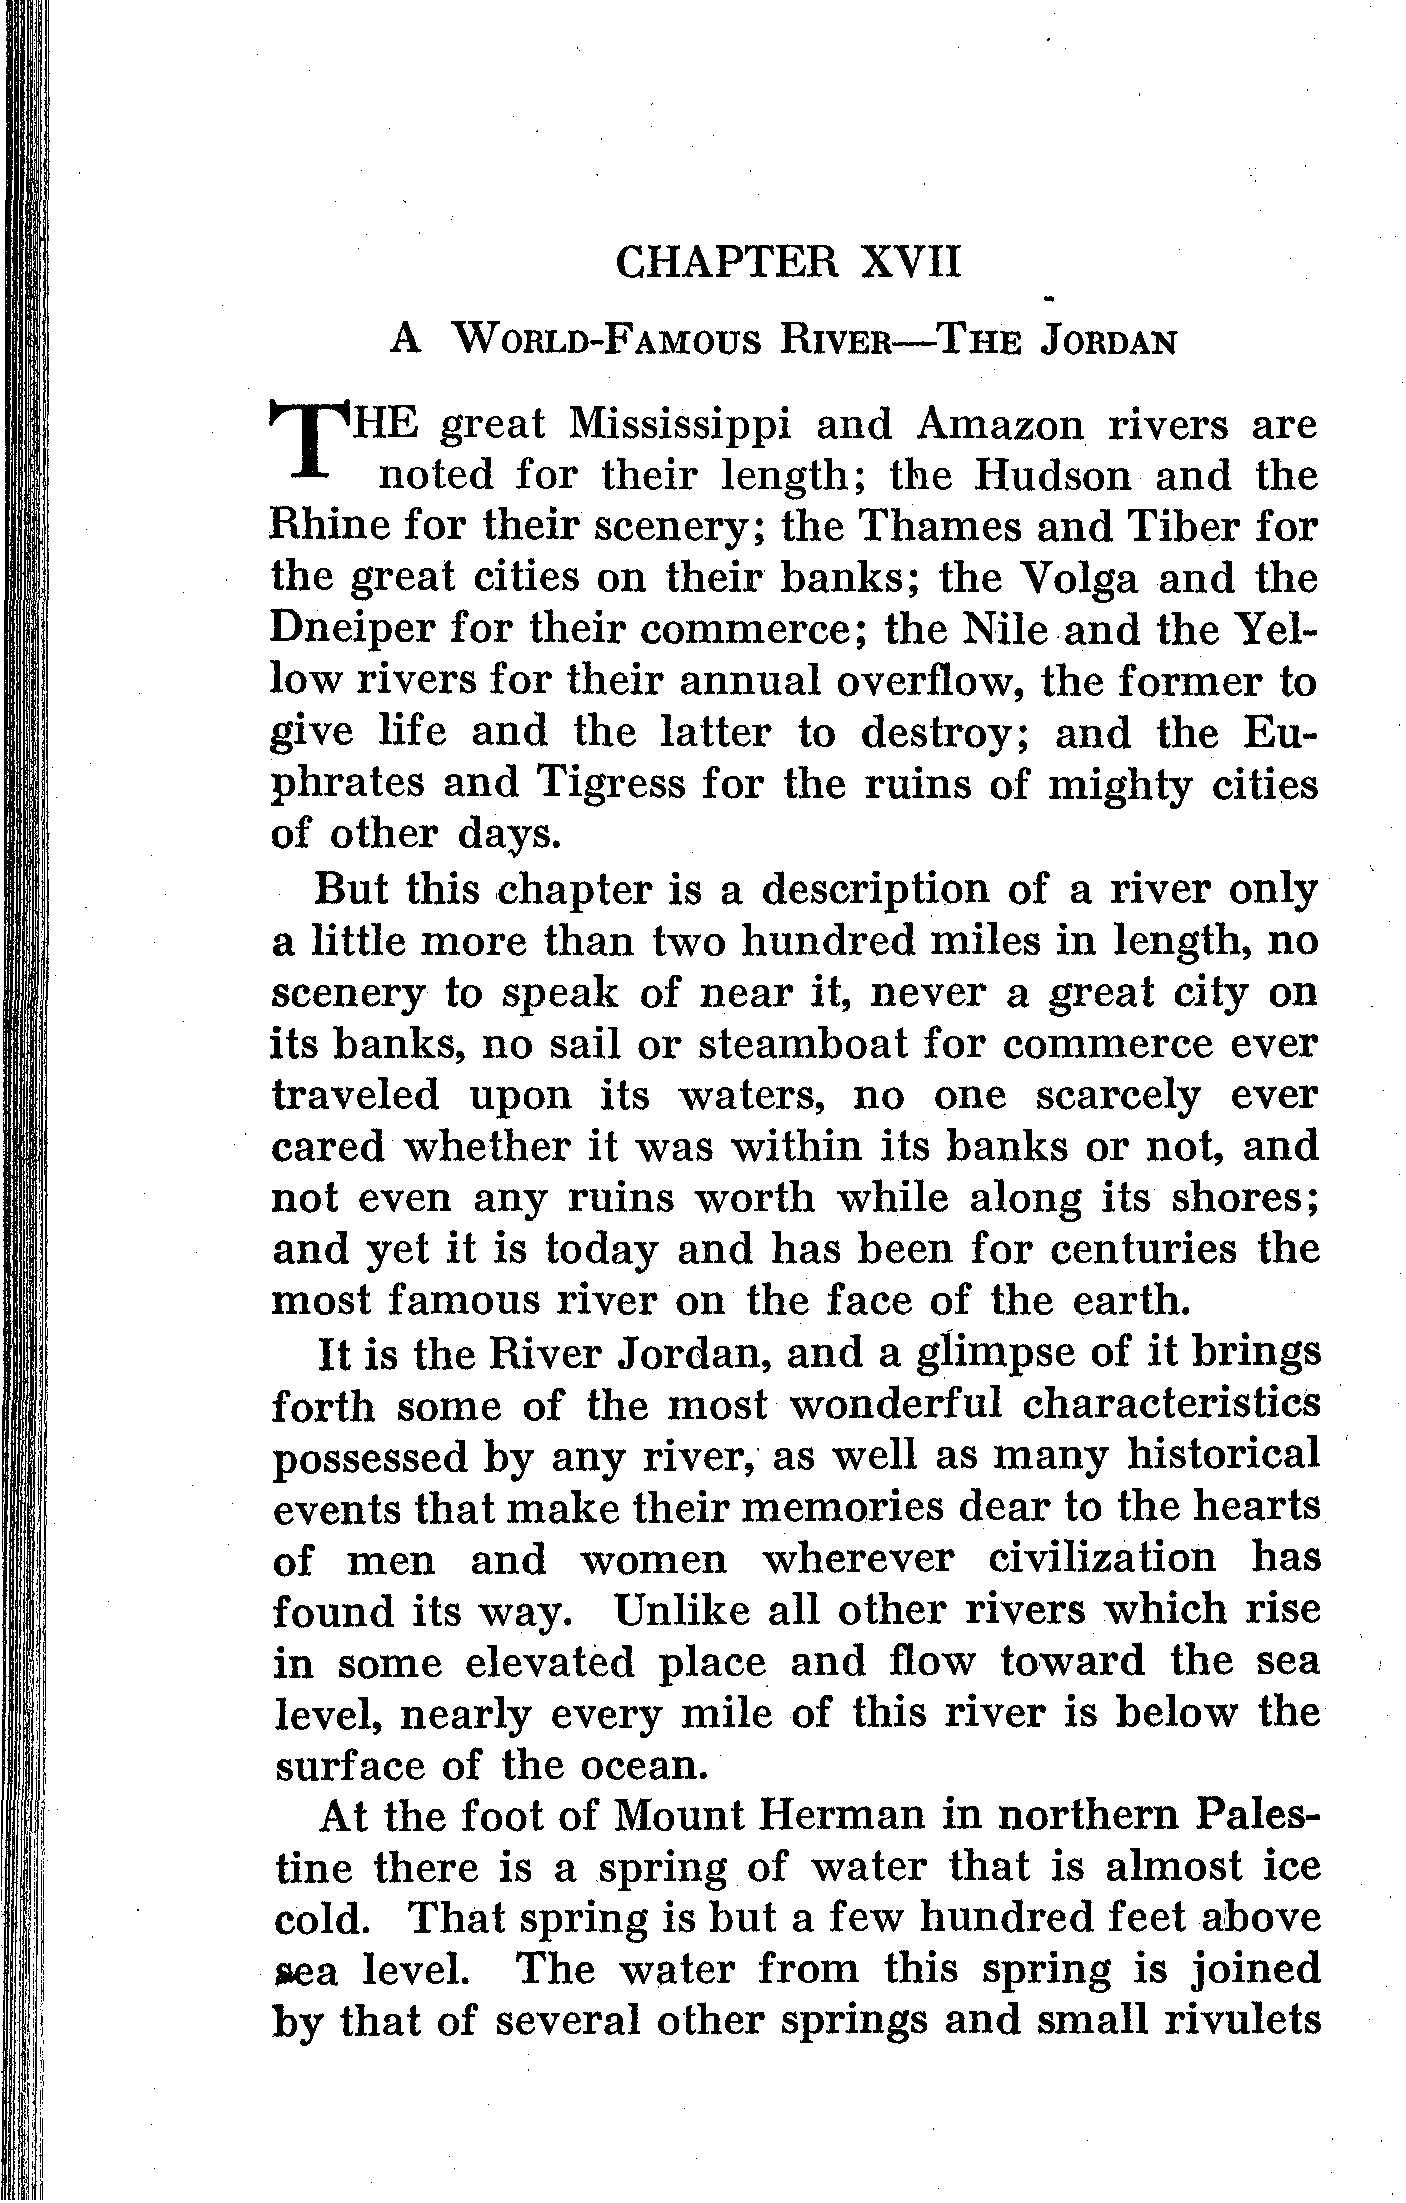 CHAPTER XVII
A WORLD-FAMOUS RIVER—THE JORDAN
THE great Mississippi and Amazon rivers are
noted for their length; the Hudson and the
Rhine for their scenery; the Thames and Tiber for
the great cities on their banks; the Volga and the
Dneiper for their commerce; the Nile and the Yel-
low rivers for their annual overflow, the former to
give life and the latter to destroy; and the Eu-
phrates and Tigress for the ruins of mighty cities
of other days.
But this chapter is a description of a river only
a little more than two hundred miles in length, no
scenery to speak of near it, never a great city on
its banks, no sail or steamboat for commerce ever
traveled upon its waters, no one scarcely ever
cared whether it was within its banks or not, and
not even any ruins worth while along its shores;
and yet it is today and has been for centuries the
most famous river on the face of the earth.
It is the River Jordan, and a glimpse of it brings
forth some of the most wonderful characteristics
possessed by any river, as well as many historical
events that make their memories dear to the hearts
of men and women wherever civilization has
found its way. Unlike all other rivers which rise
in some elevated place and flow toward the sea
level, nearly every mile of this river is below the
surface of the ocean.
At the foot of Mount Herman in northern Pales-
tine there is a spring of water that is almost ice
cold. That spring is but a few hundred feet above
sea level. The water from this spring is joined
by that of several other springs and small rivulets